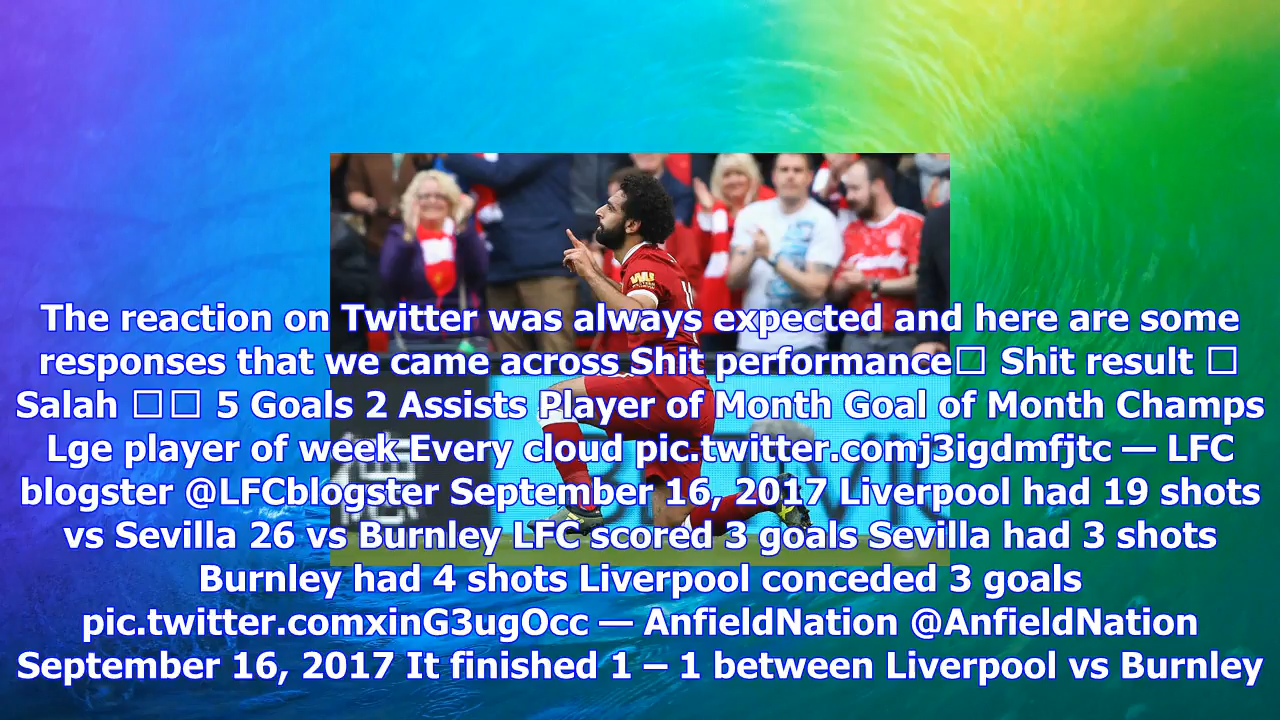 The reaction on Twitter was always expected and here are some
responses that we came across Shit performance□ Shit result □
Salah □□ 5 Goals 2 Assists Player of Month Goal of Month Champs
Lge player of week Every cloud pic.twitter.comj3igdmfjtc — LFC
blogster @LFCblogster September 16, 2017 Liverpool had 19 shots
vs Sevilla 26 vs Burnley LFC scored 3 goals Sevilla had 3 shots
Burnley had 4 shots Liverpool conceded 3 goals
pic.twitter.comxinG3ugOcc — AnfieldNation @AnfieldNation
September 16, 2017 It finished 1 – 1 between Liverpool vs Burnley